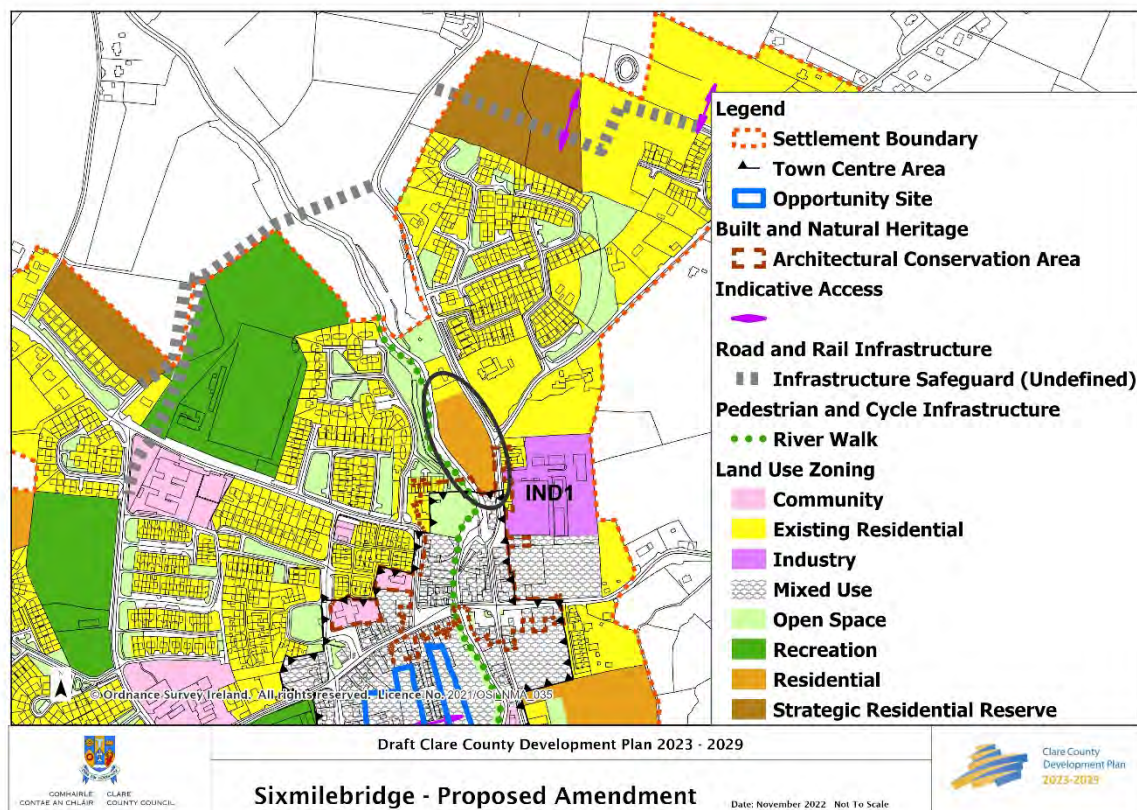 Legend
Settlement Boundary
Town Centre Area
Opportunity Site
Built and Natural Heritage
Architectural Conservation Area
Indicative Access
Road and Rail Infrastructure
Infrastructure Safeguard (Undefined)
Pedestrian and Cycle Infrastructure
River Walk
Land Use Zoning
Community
Existing Residential
Industry
Mixed Use
Open Space
Recreation
Residential
Strategic Residential Reserve
IND1
© Ordnance Survey Ireland. All rights reserved. Licence No. 2021/OSi_NMA_035
COMHAIRLE CONTAE AN CHLÁIR
CLARE COUNTY COUNCIL
Draft Clare County Development Plan 2023 - 2029
Sixmilebridge - Proposed Amendment
Date: November 2022 Not To Scale
Clare County
Development Plan
2023-2029